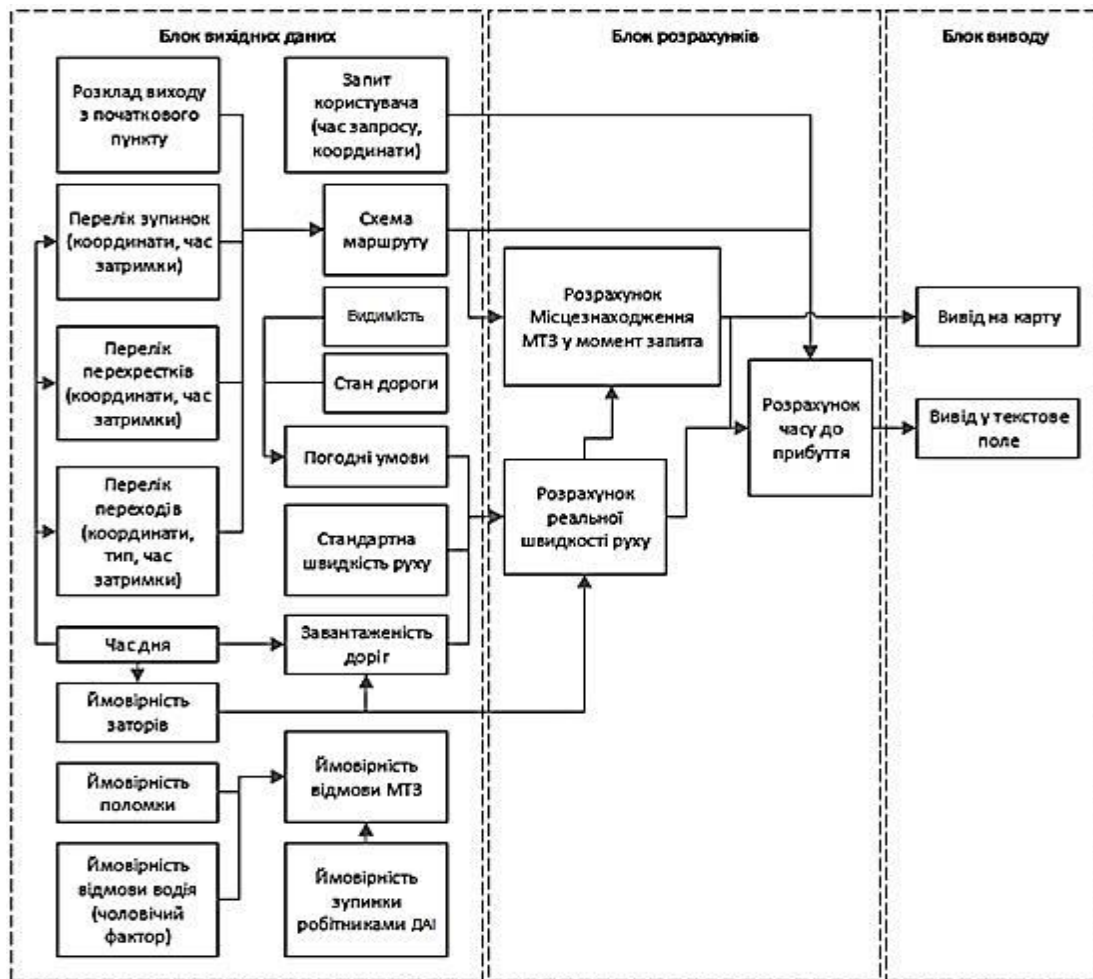 Блок вихідних даних
Розклад виходу
з початкового
пункту
Запит
користувача
(час запросу,
координати)
Перелік зупинок
(координати, час
затримки)
Схема
маршруту
Видимість
Перелік
перехрестків
(координати, час
затримки)
Стан дороги
Погодні умови
Перелік
переходів
(координати,
тип, час
затримки)
Стандартна
швидкість руху
Час дня
Завантаженість
доріг
Ймовірність
заторів
Ймовірність
поломки
Ймовірність
відмови МТЗ
Ймовірність
відмови водія
(чоловічий
фактор)
Ймовірність
зупинки
робітниками ДАІ
Блок розрахунків
Розрахунок
Місцезнаходження
МТЗ у момент запита
Розрахунок
реальної
швидкості руху
Розрахунок
часу до
прибуття
Блок виводу
Вивід на карту
Вивід у текстове
поле